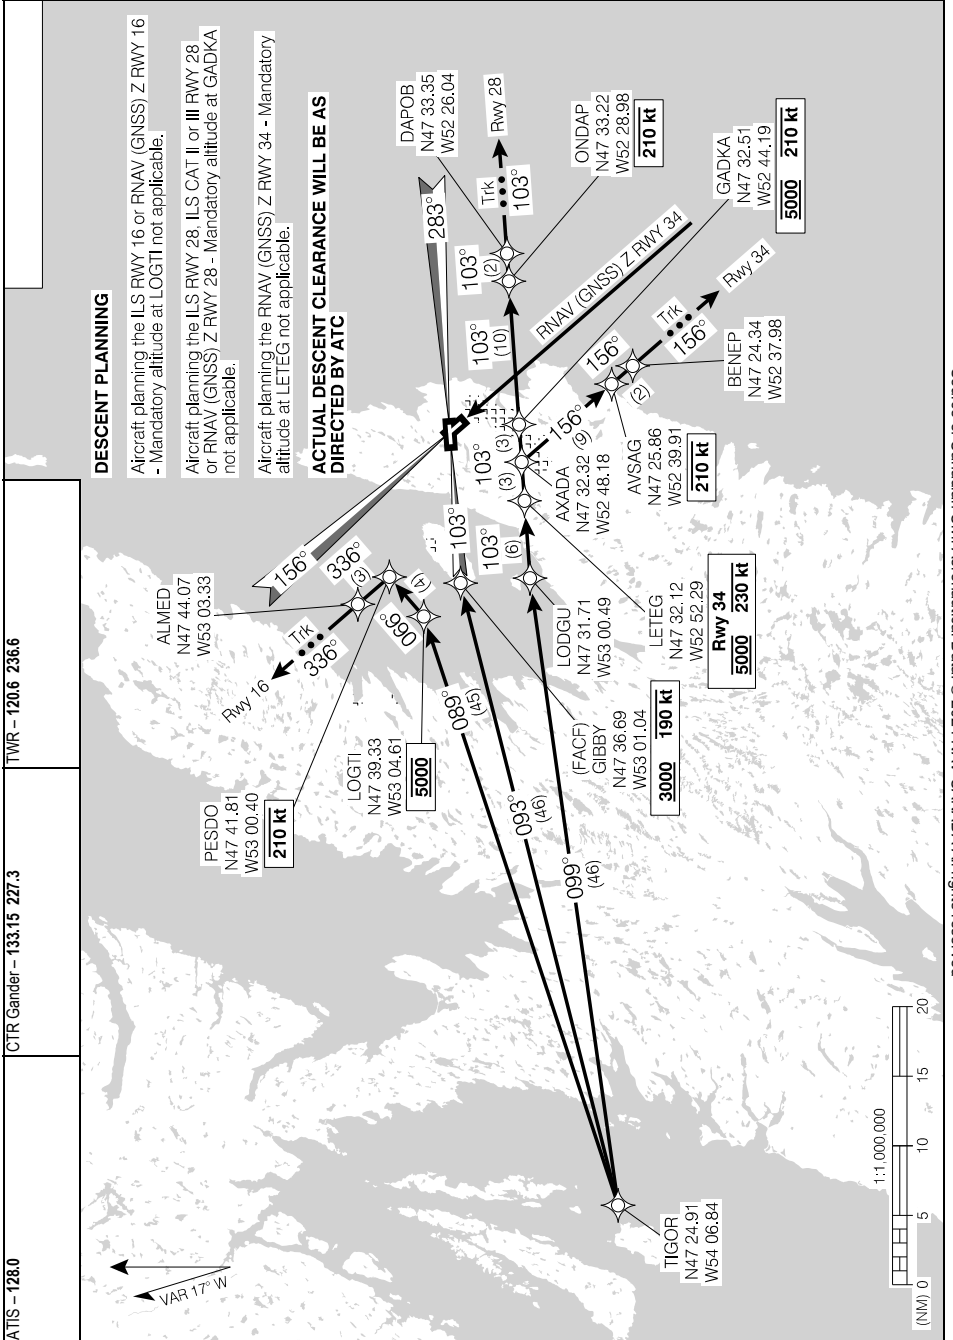 ATIS – 128.0
CTR Gander – 133.15 227.3
TWR – 120.6 236.6
DESCENT PLANNING
Aircraft planning the ILS RWY 16 or RNAV (GNSS) Z RWY 16
- Mandatory altitude at LOGTI not applicable.
Aircraft planning the ILS RWY 28, ILS CAT II or III RWY 28
or RNAV (GNSS) Z RWY 28 - Mandatory altitude at GADKA
not applicable.
Aircraft planning the RNAV (GNSS) Z RWY 34 - Mandatory
altitude at LETEG not applicable.
ACTUAL DESCENT CLEARANCE WILL BE AS
DIRECTED BY ATC
VAR 17° W
TIGOR
N47 24.91
W54 06.84
089°
(45)
093°
(46)
099°
(46)
PESDO
N47 41.81
W53 00.40
210 kt
ALMED
N47 44.07
W53 03.33
Rwy 16
336°
Trk
336°
(3)
156°
LOGTI
N47 39.33
W53 04.61
5000
066°
(4)
(FACF)
GIBBY
N47 36.69
W53 01.04
3000 190 kt
103°
LODGU
N47 31.71
W53 00.49
103°
(6)
LETEG
N47 32.12
W52 52.29
Rwy 34
5000 230 kt
103°
(3)
AXADA
N47 32.32
W52 48.18
103°
(3)
156°
(9)
AVSAG
N47 25.86
W52 39.91
210 kt
156°
(2)
BENEP
N47 24.34
W52 37.98
Trk
156°
Rwy 34
RNAV (GNSS) Z RWY 34
GADKA
N47 32.51
W52 44.19
5000 210 kt
103°
(10)
ONDAP
N47 33.22
W52 28.98
210 kt
103°
(2)
DAPOB
N47 33.35
W52 26.04
Trk
103°
Rwy 28
283°
1:1,000,000
(NM) 0 5 10 15 20